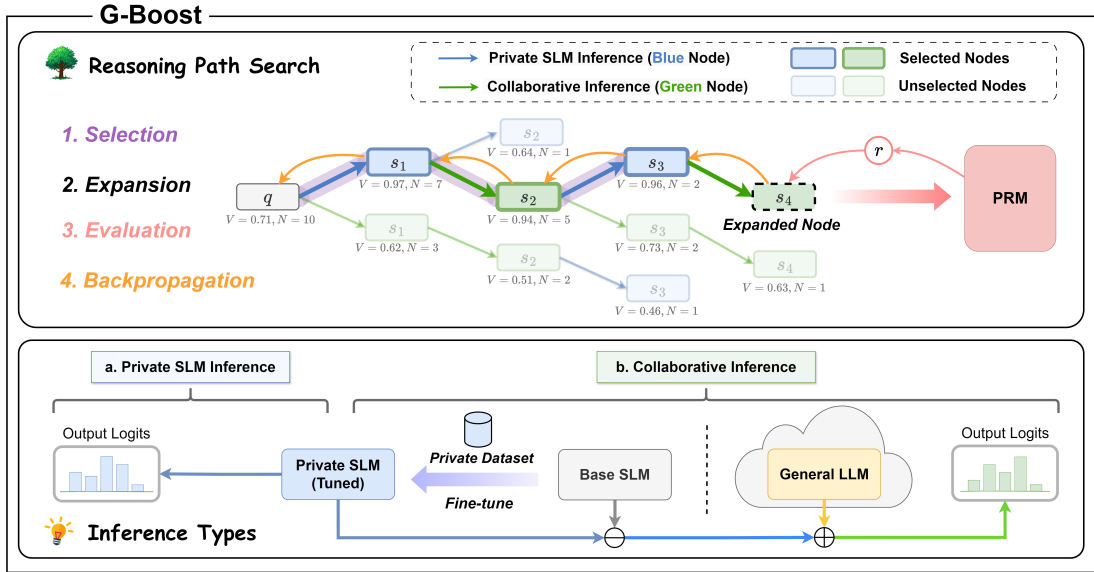 G-Boost
Reasoning Path Search
Private SLM Inference (Blue Node)
Collaborative Inference (Green Node)
Selected Nodes
Unselected Nodes
1. Selection
2. Expansion
3. Evaluation
4. Backpropagation
q
V = 0.71, N = 10
s1
V = 0.97, N = 7
s1
V = 0.62, N = 3
s2
V = 0.64, N = 1
s2
V = 0.94, N = 5
s2
V = 0.51, N = 2
s3
V = 0.96, N = 2
s3
V = 0.73, N = 2
s3
V = 0.46, N = 1
s4
Expanded Node
s4
V = 0.63, N = 1
r
PRM
a. Private SLM Inference
b. Collaborative Inference
Output Logits
Private SLM
(Tuned)
Private Dataset
Fine-tune
Base SLM
General LLM
Output Logits
Inference Types